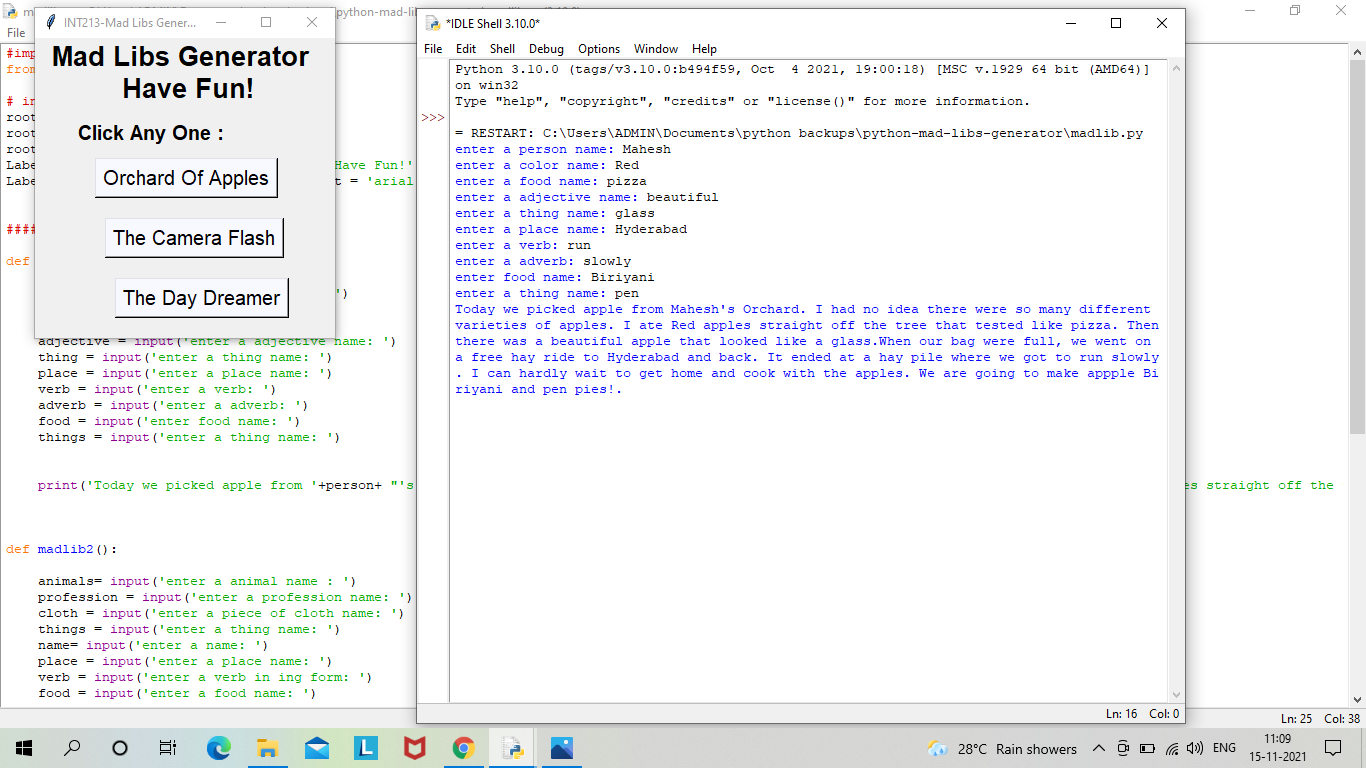 INT213-Mad Libs Gener...
Mad Libs Generator
Have Fun!
Click Any One :
Orchard Of Apples
The Camera Flash
The Day Dreamer
*IDLE Shell 3.10.0*
File Edit Shell Debug Options Window Help
Python 3.10.0 (tags/v3.10.0:b494f59, Oct  4 2021, 19:00:18) [MSC v.1929 64 bit (AMD64)]
on win32
Type "help", "copyright", "credits" or "license()" for more information.
>>>
= RESTART: C:\Users\ADMIN\Documents\python backups\python-mad-libs-generator\madlib.py
enter a person name: Mahesh
enter a color name: Red
enter a food name: pizza
enter a adjective name: beautiful
enter a thing name: glass
enter a place name: Hyderabad
enter a verb: run
enter a adverb: slowly
enter food name: Biriyani
enter a thing name: pen
Today we picked apple from Mahesh's Orchard. I had no idea there were so many different
varieties of apples. I ate Red apples straight off the tree that tested like pizza. Then
there was a beautiful apple that looked like a glass.When our bag were full, we went on
a free hay ride to Hyderabad and back. It ended at a hay pile where we got to run slowly
. I can hardly wait to get home and cook with the apples. We are going to make appple Bi
riyani and pen pies!.
Ln: 16 Col: 0
File
from
root
root
root
Have Fun!'
t = 'arial
def
')
adjective = input('enter a adjective name: ')
thing = input('enter a thing name: ')
place = input('enter a place name: ')
verb = input('enter a verb: ')
adverb = input('enter a adverb: ')
food = input('enter food name: ')
things = input('enter a thing name: ')
print('Today we picked apple from '+person+ "'s
es straight off the
def madlib2():
animals= input('enter a animal name : ')
profession = input('enter a profession name: ')
cloth = input('enter a piece of cloth name: ')
things = input('enter a thing name: ')
name= input('enter a name: ')
place = input('enter a place name: ')
verb = input('enter a verb in ing form: ')
food = input('enter a food name: ')
Ln: 25 Col: 38
28°C Rain showers
ENG
11:09
15-11-2021